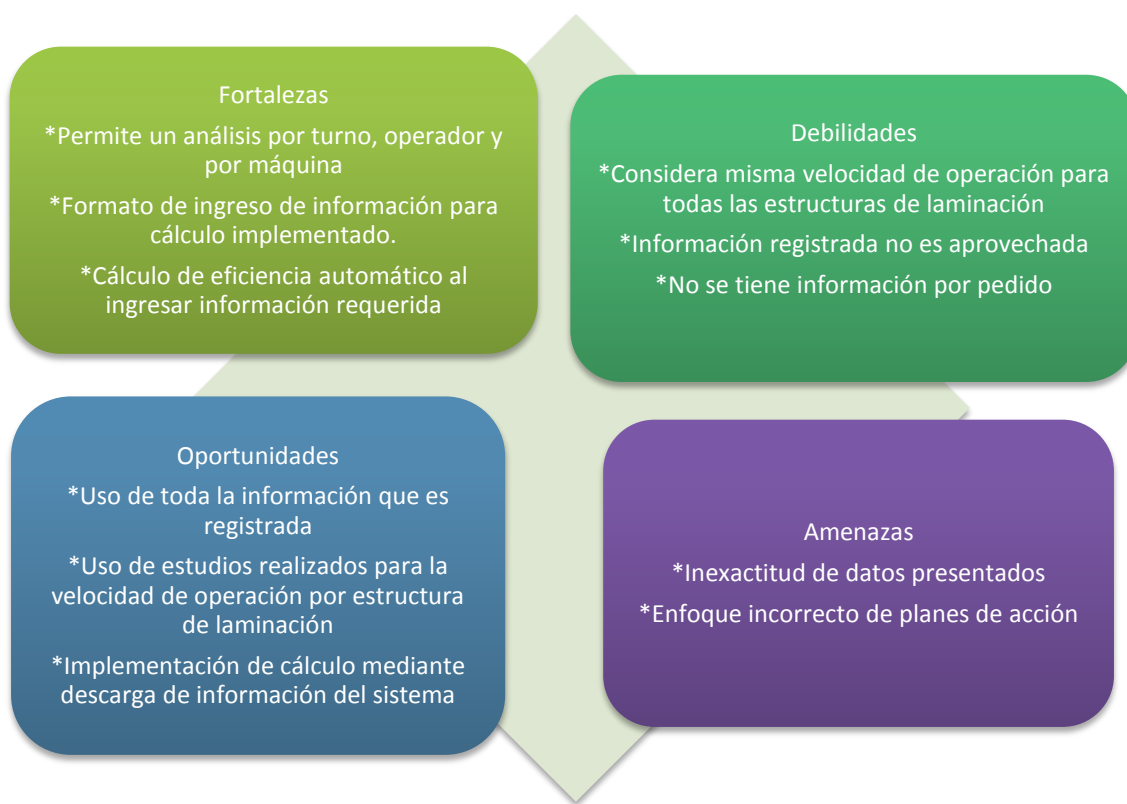 Fortalezas
*Permite un análisis por turno, operador y
por máquina
*Formato de ingreso de información para
cálculo implementado.
*Cálculo de eficiencia automático al
ingresar información requerida
Debilidades
*Considera misma velocidad de operación para
todas las estructuras de laminación
*Información registrada no es aprovechada
*No se tiene información por pedido
Oportunidades
*Uso de toda la información que es
registrada
*Uso de estudios realizados para la
velocidad de operación por estructura
de laminación
*Implementación de cálculo mediante
descarga de información del sistema
Amenazas
*Inexactitud de datos presentados
*Enfoque incorrecto de planes de acción